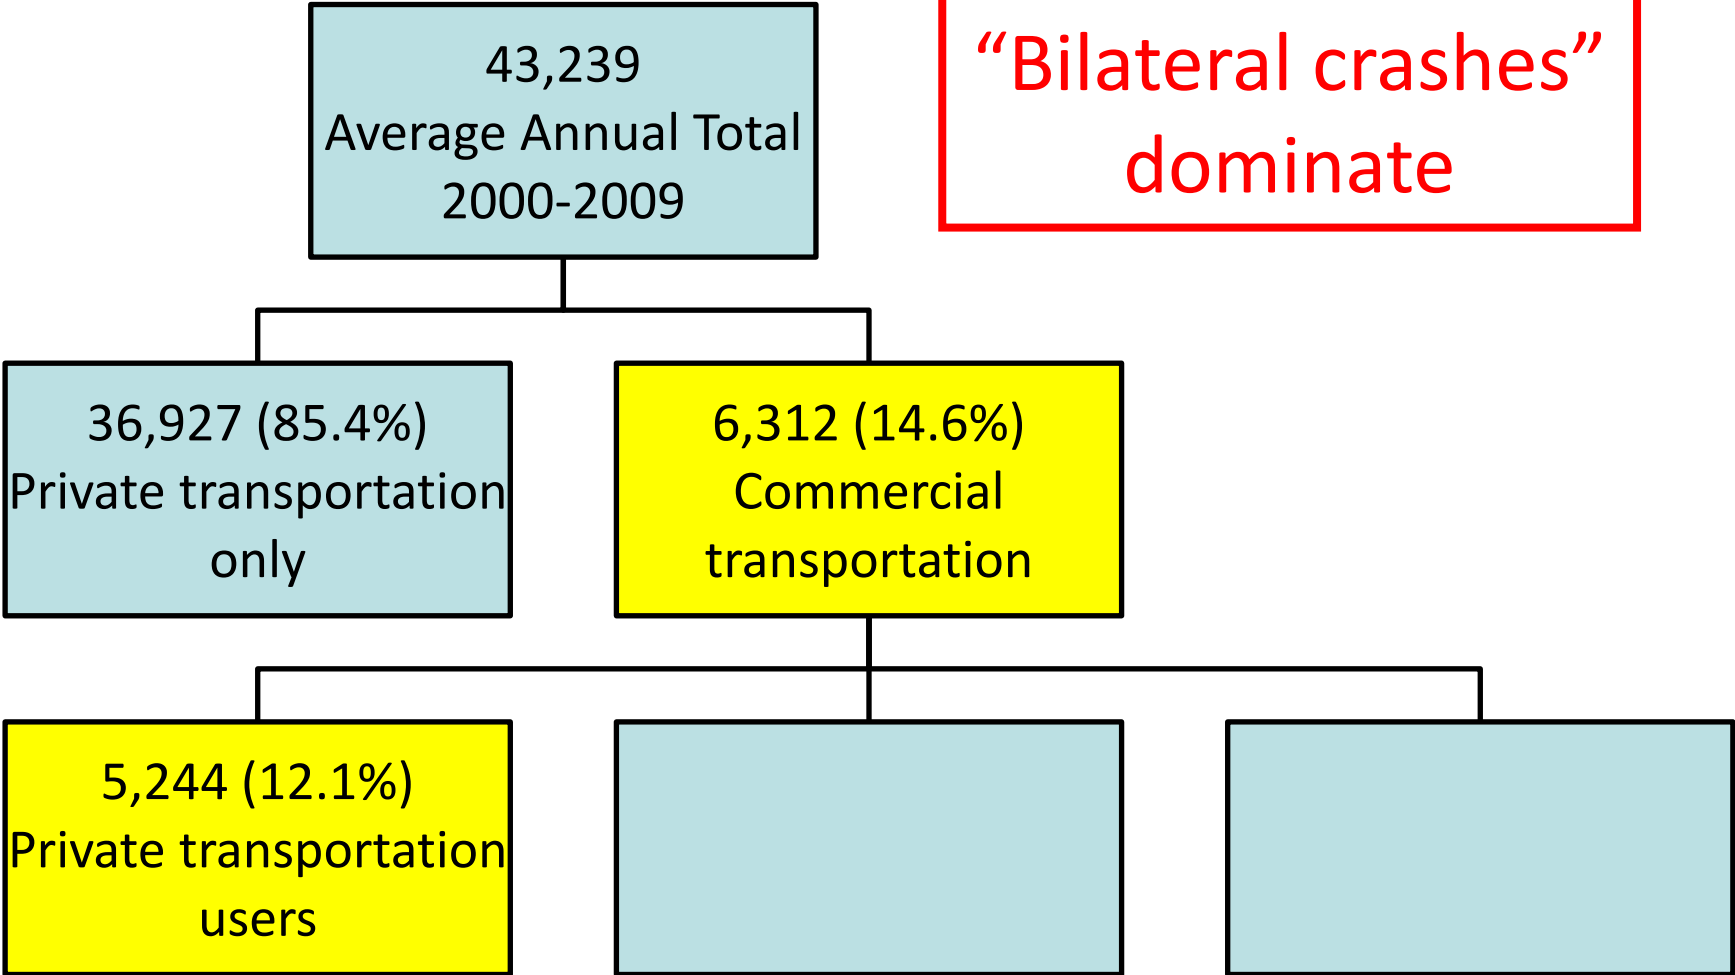 43,239
Average Annual Total
2000-2009
“Bilateral crashes”
dominate
36,927 (85.4%)
Private transportation
only
6,312 (14.6%)
Commercial
transportation
5,244 (12.1%)
Private transportation
users